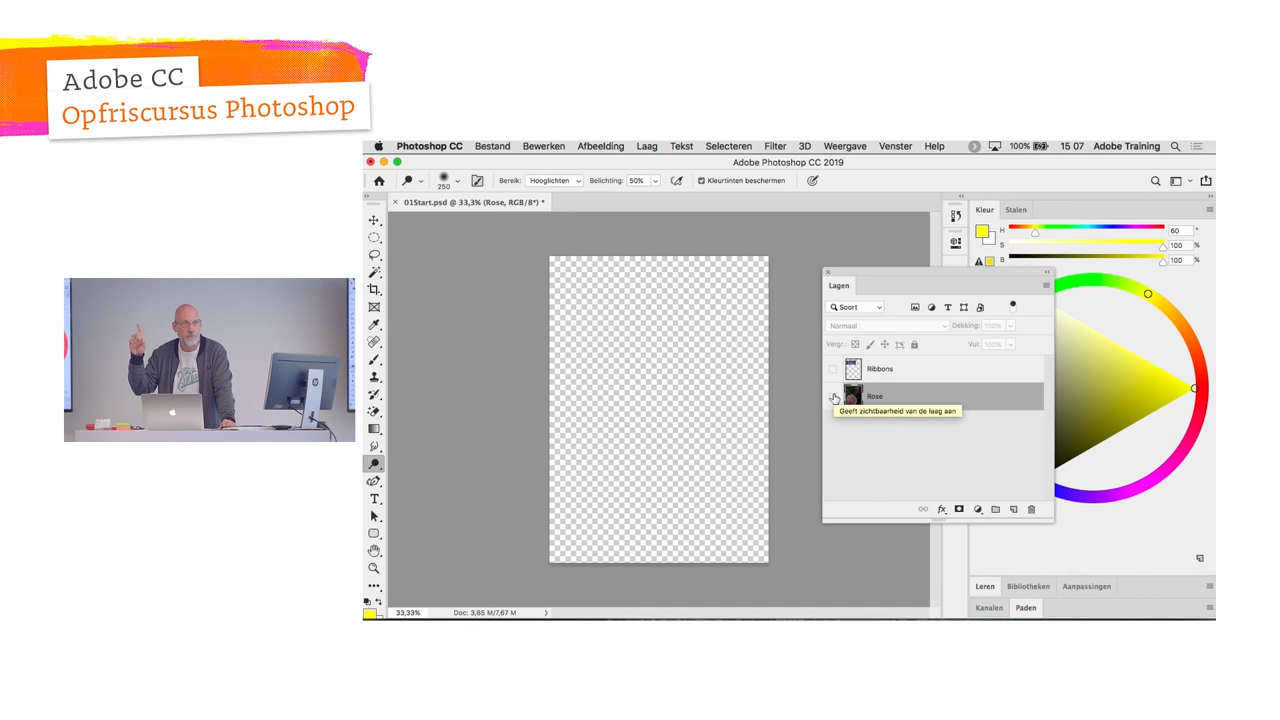 Adobe CC
Opfriscursus Photoshop
Photoshop CC Bestand Bewerken Afbeelding Laag Tekst Selecteren Filter 3D Weergave Venster Help 100% 15 07 Adobe Training
Adobe Photoshop CC 2019
250 Bereik: Hooglichten Belichting: 50% Kleurtinten beschermen
01Start.psd @ 33,3% (Rose, RGB/8*) *
Kleur Stalen
H 60 °
S 100 %
B 100 %
Lagen
Soort
Normaal Dekking: 100%
Vergr.: Vul: 100%
Ribbons
Rose
Geeft zichtbaarheid van de laag aan
fx
Leren Bibliotheken Aanpassingen
Kanalen Paden
33,33% Doc: 3,85 M/7,67 M